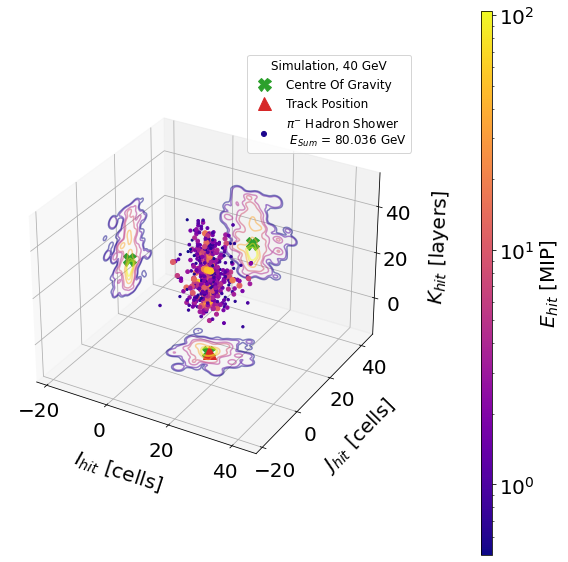 Simulation, 40 GeV
Centre Of Gravity
Track Position
π⁻ Hadron Shower
E_Sum = 80.036 GeV
10²
10¹
10⁰
E_hit [MIP]
K_hit [layers]
40
20
0
J_hit [cells]
40
20
0
−20
I_hit [cells]
−20
0
20
40